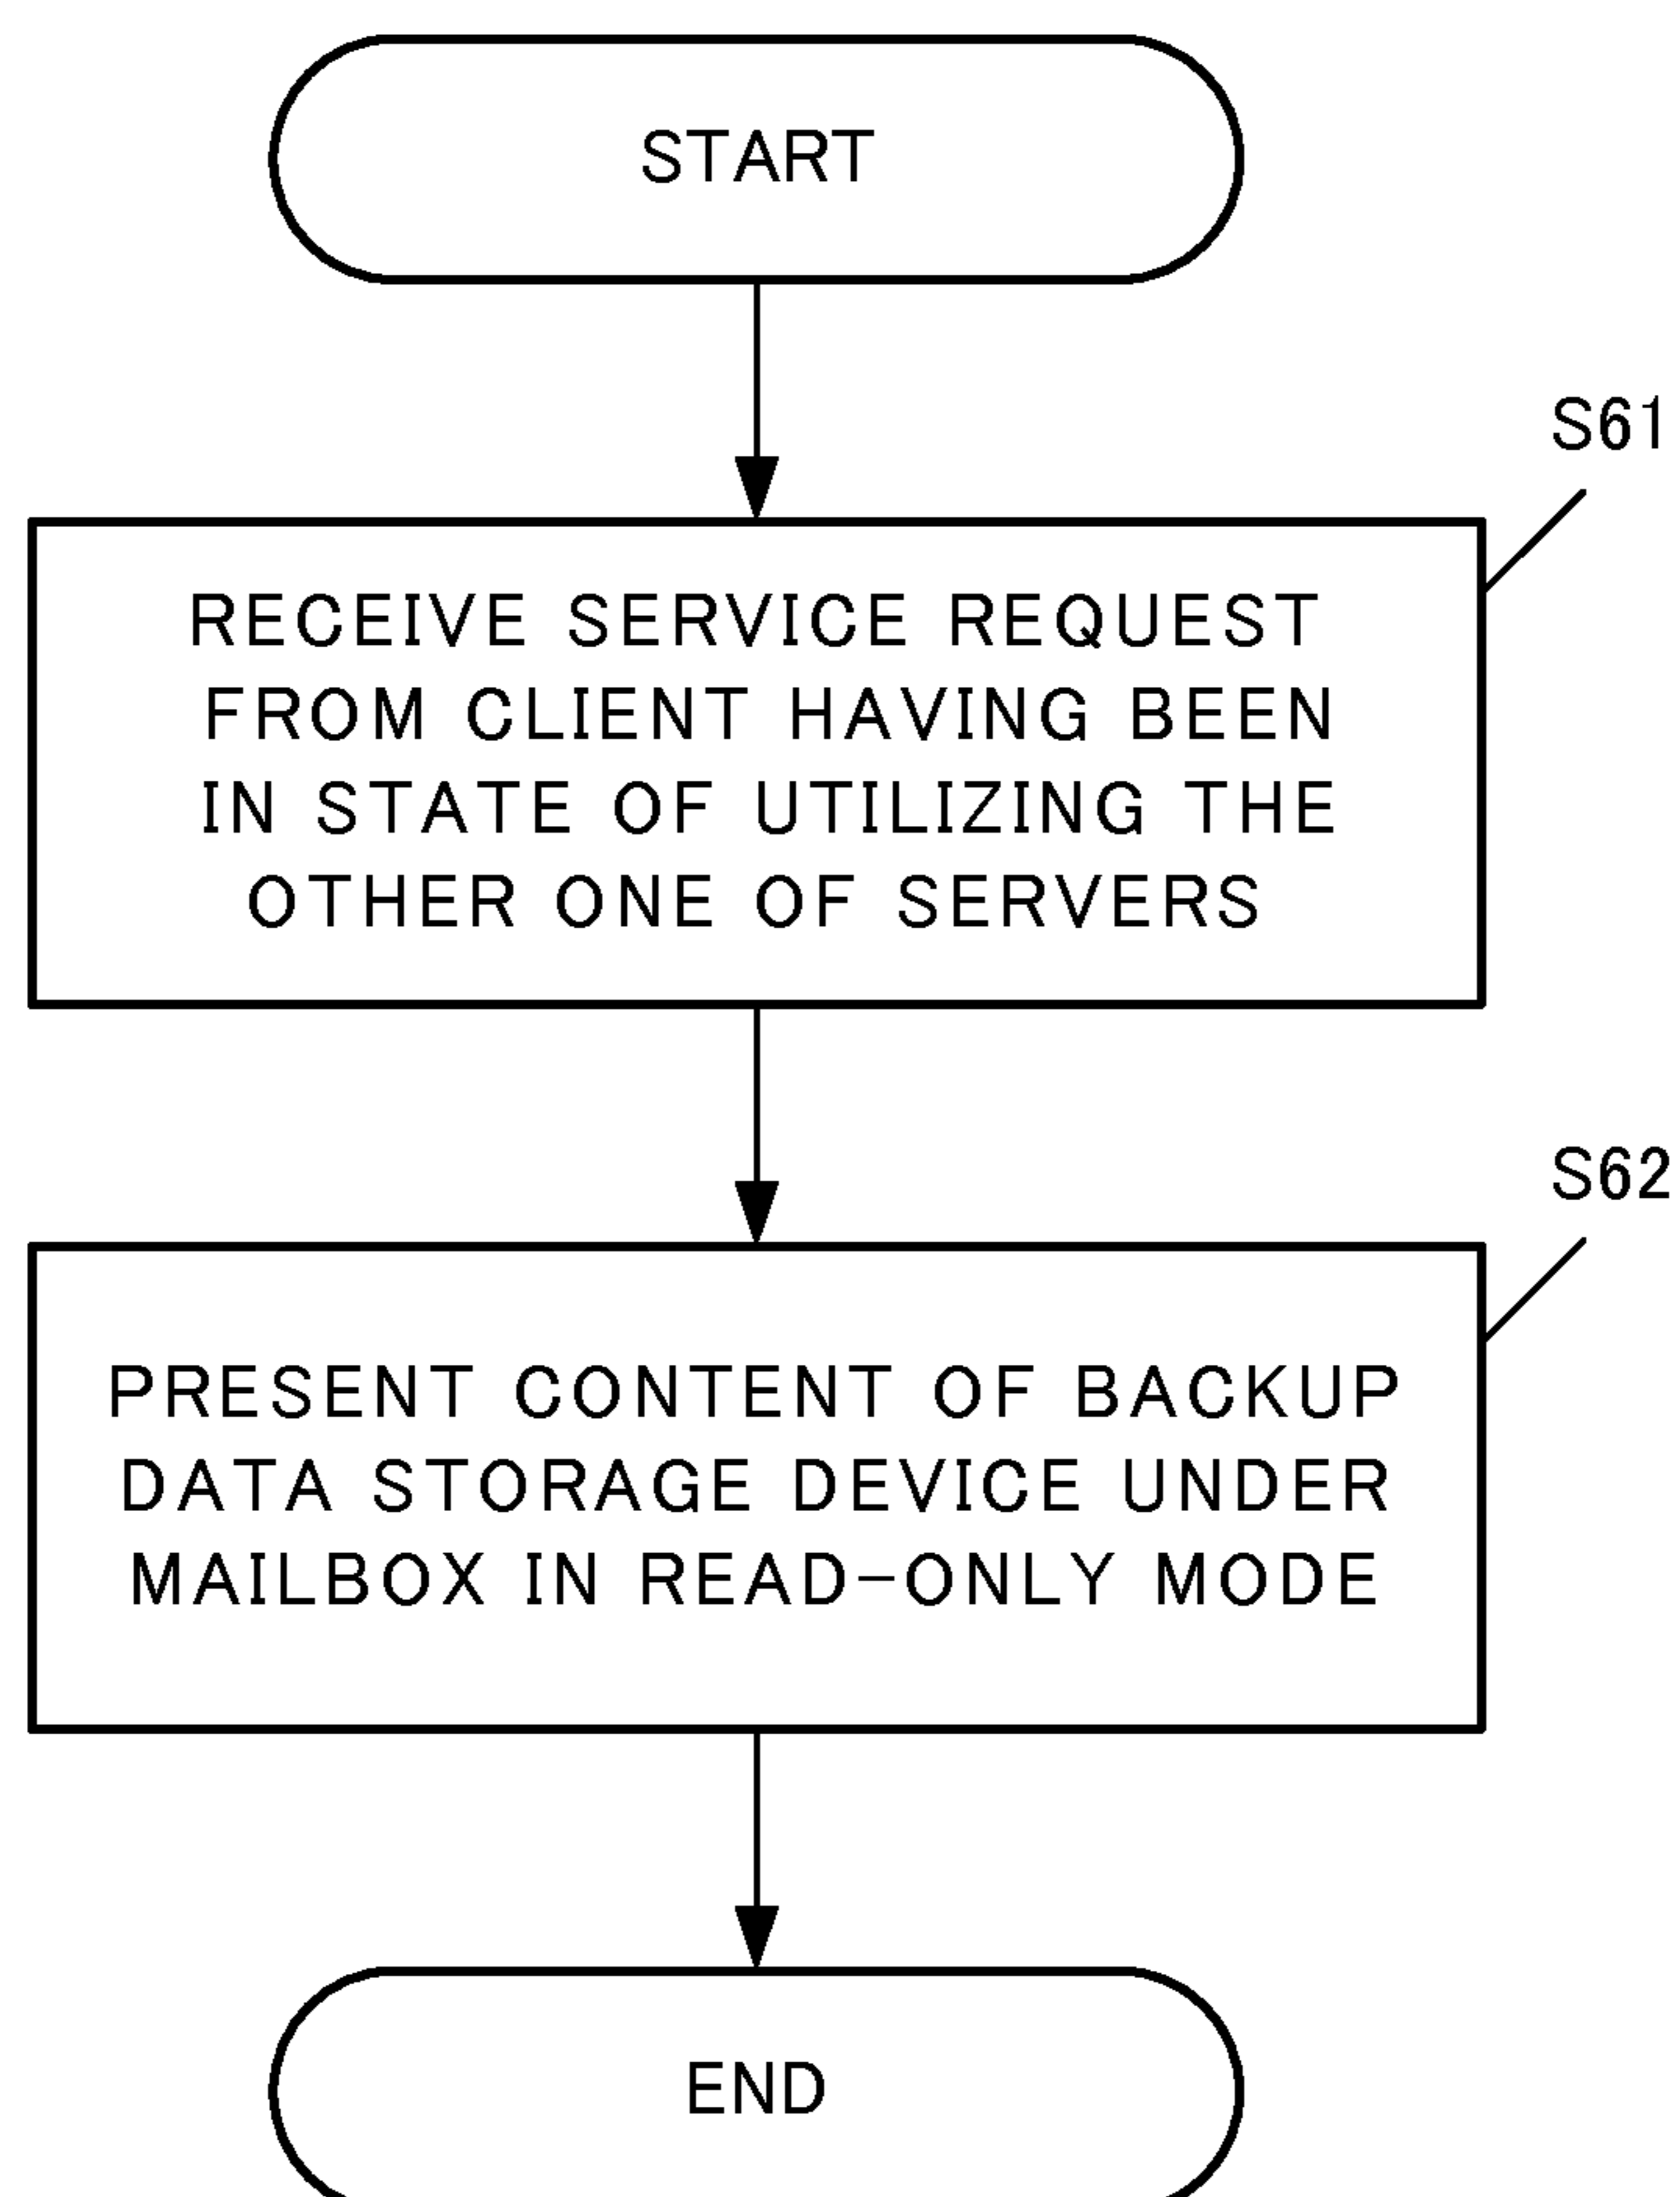 START
S61
RECEIVE SERVICE REQUEST
FROM CLIENT HAVING BEEN
IN STATE OF UTILIZING THE
OTHER ONE OF SERVERS
S62
PRESENT CONTENT OF BACKUP
DATA STORAGE DEVICE UNDER
MAILBOX IN READ-ONLY MODE
END